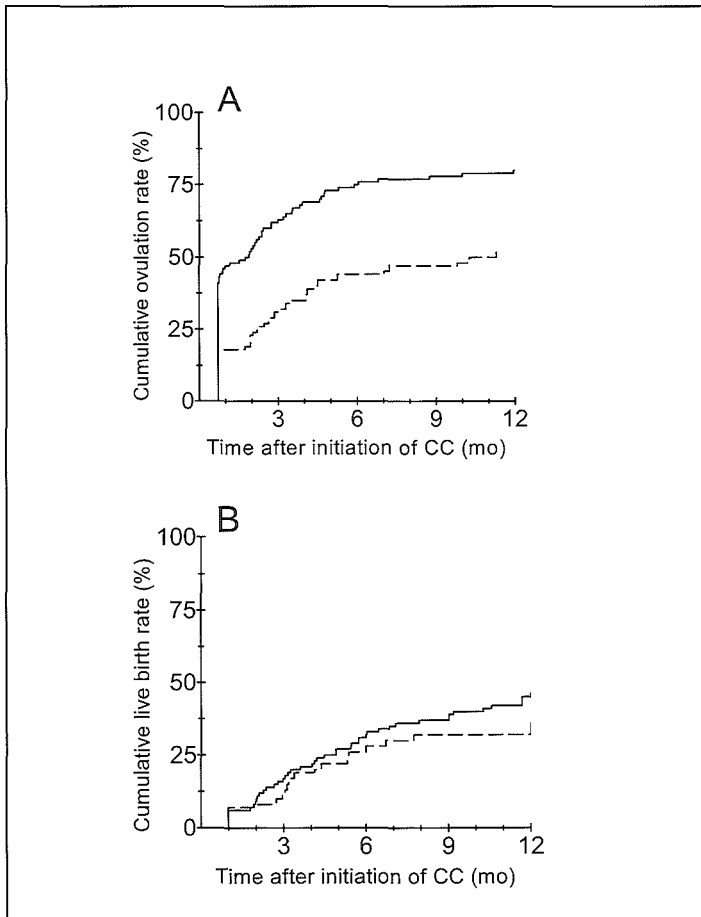 A
Cumulative ovulation rate (%)
100
75
50
25
0
3 6 9 12
Time after initiation of CC (mo)
B
Cumulative live birth rate (%)
100
75
50
25
0
3 6 9 12
Time after initiation of CC (mo)